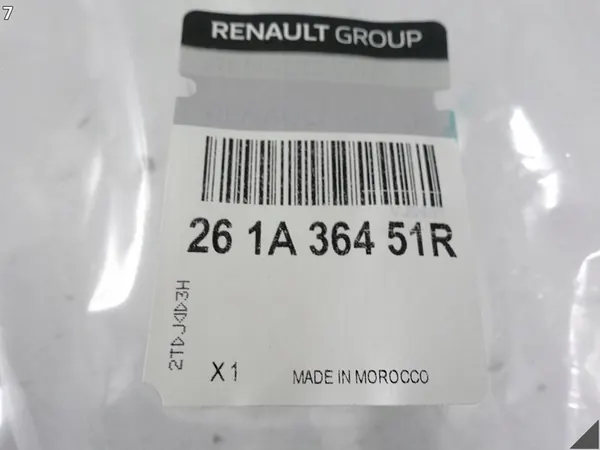 7
RENAULT GROUP
26 1A 364 51R
X1
MADE IN MOROCCO